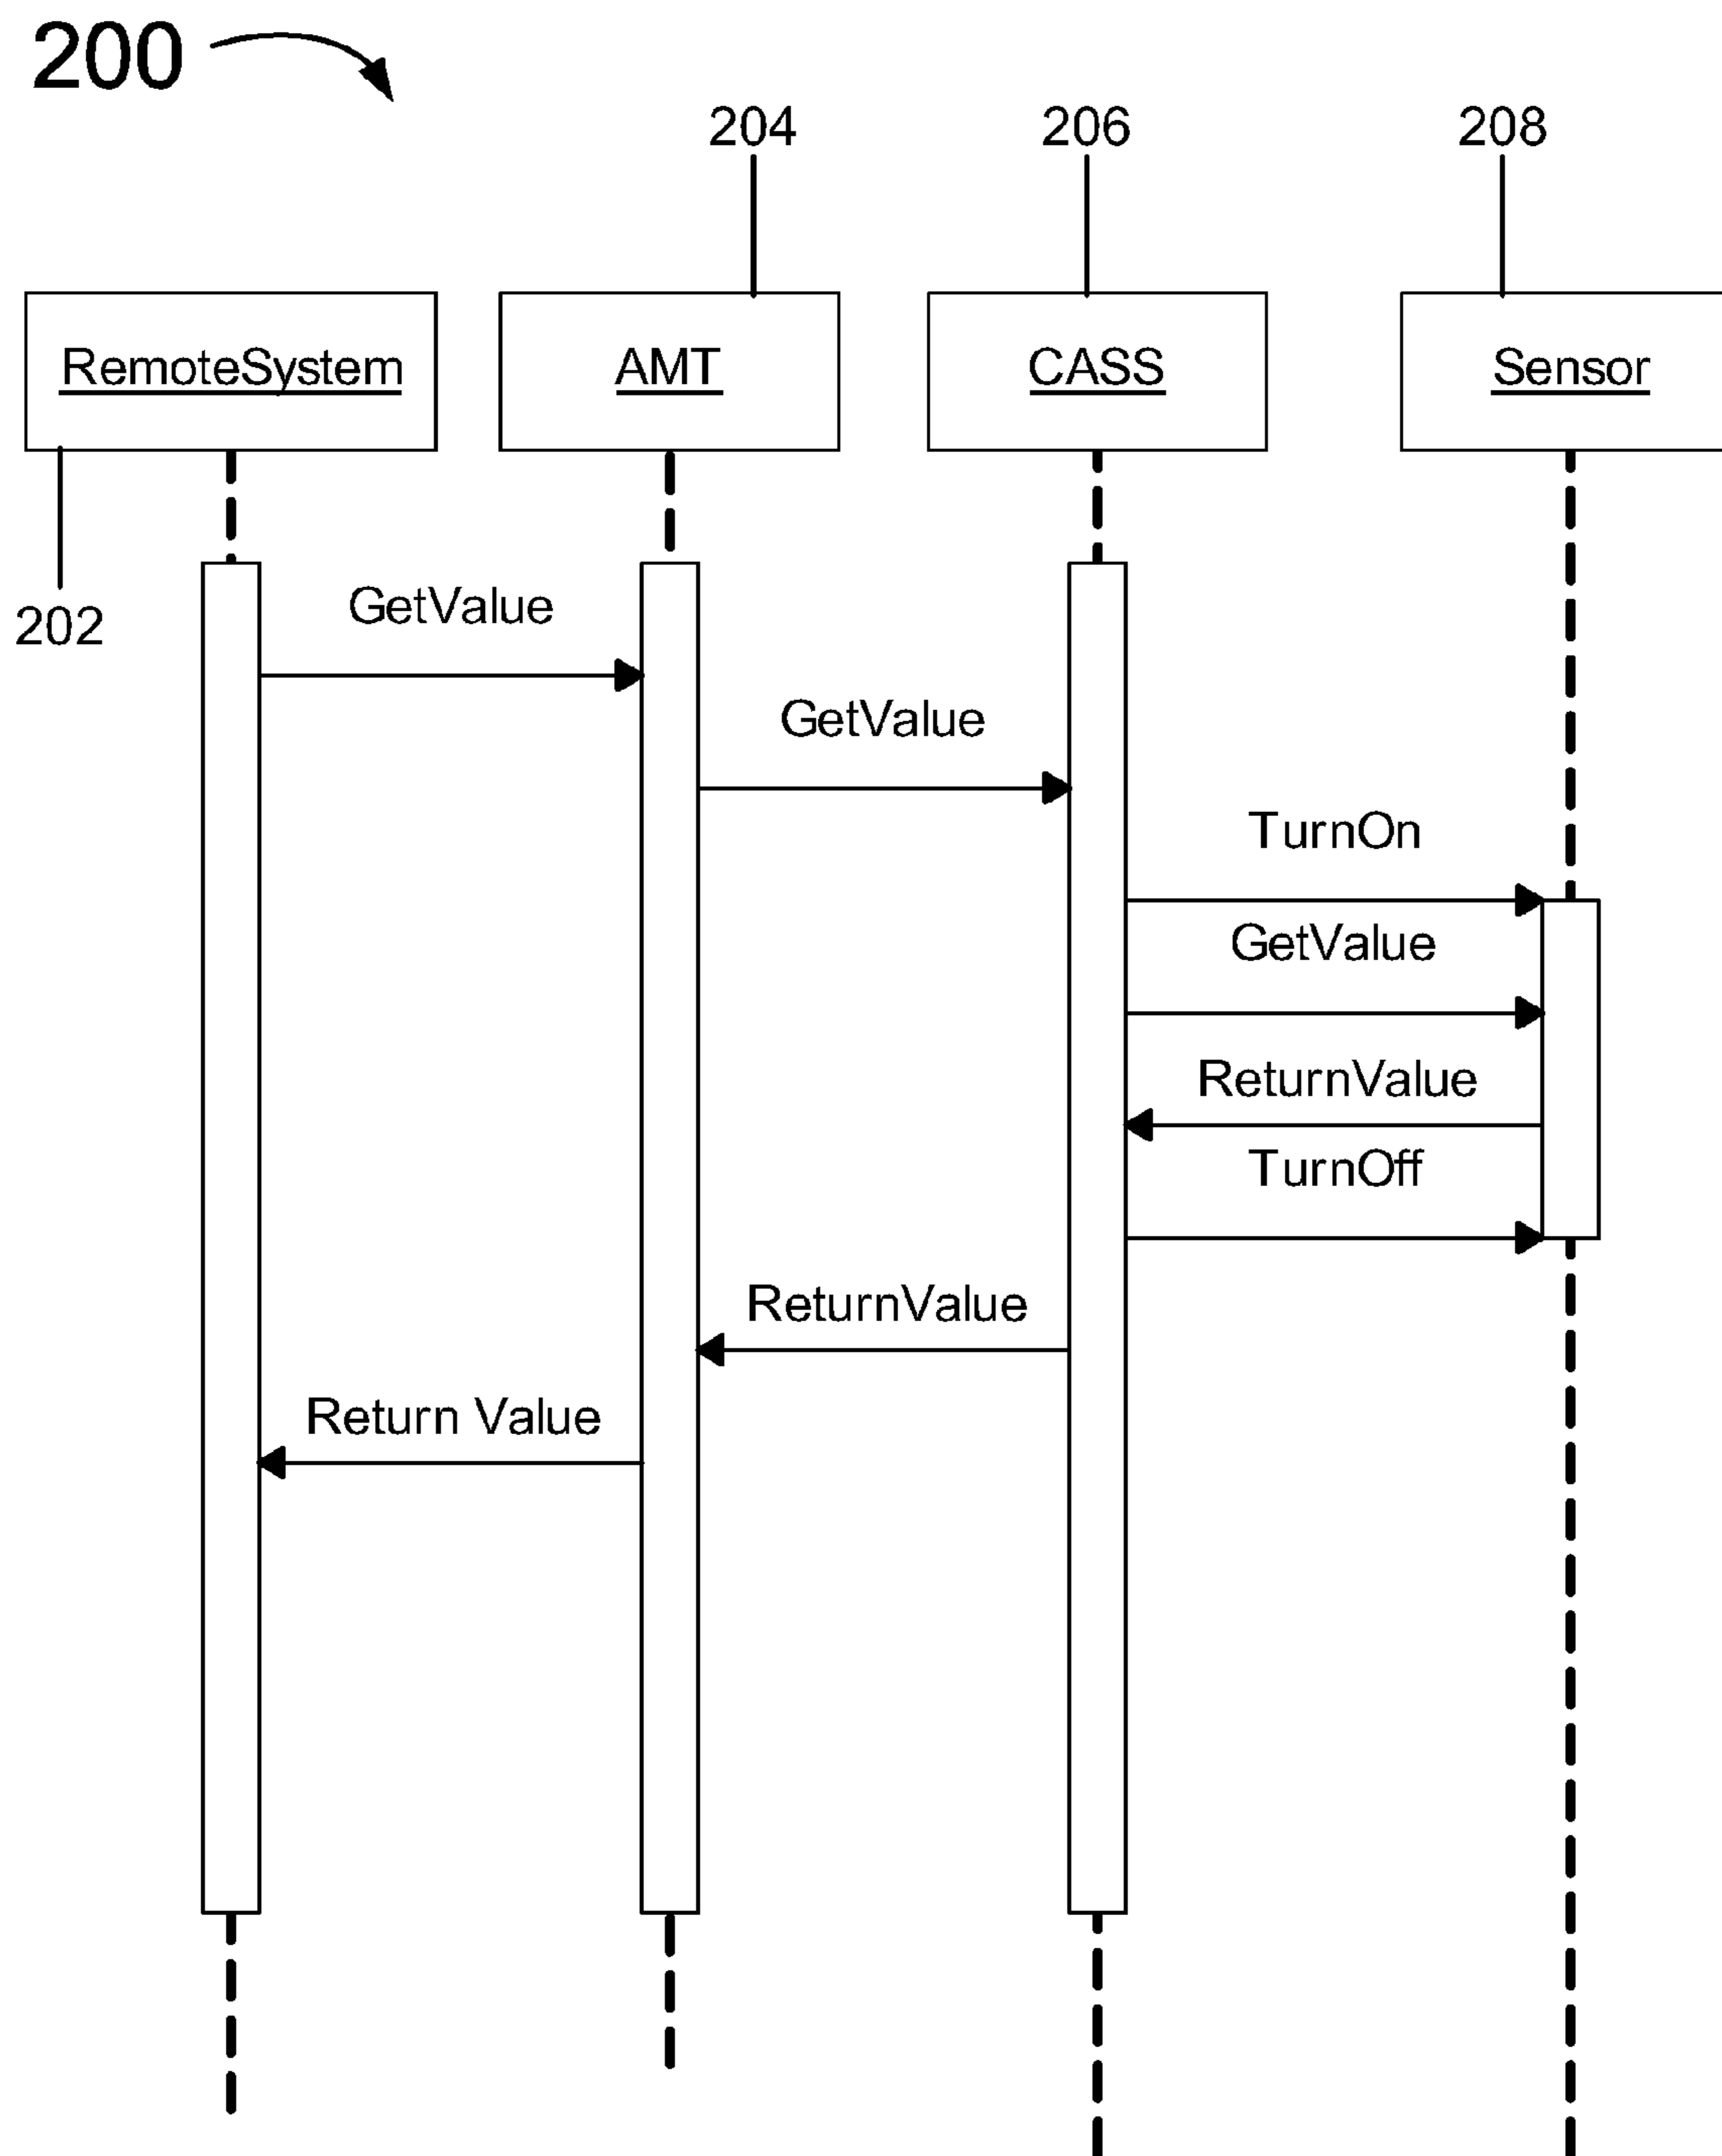 200
204 206 208
RemoteSystem AMT CASS Sensor
202
GetValue
GetValue
TurnOn
GetValue
ReturnValue
TurnOff
ReturnValue
Return Value